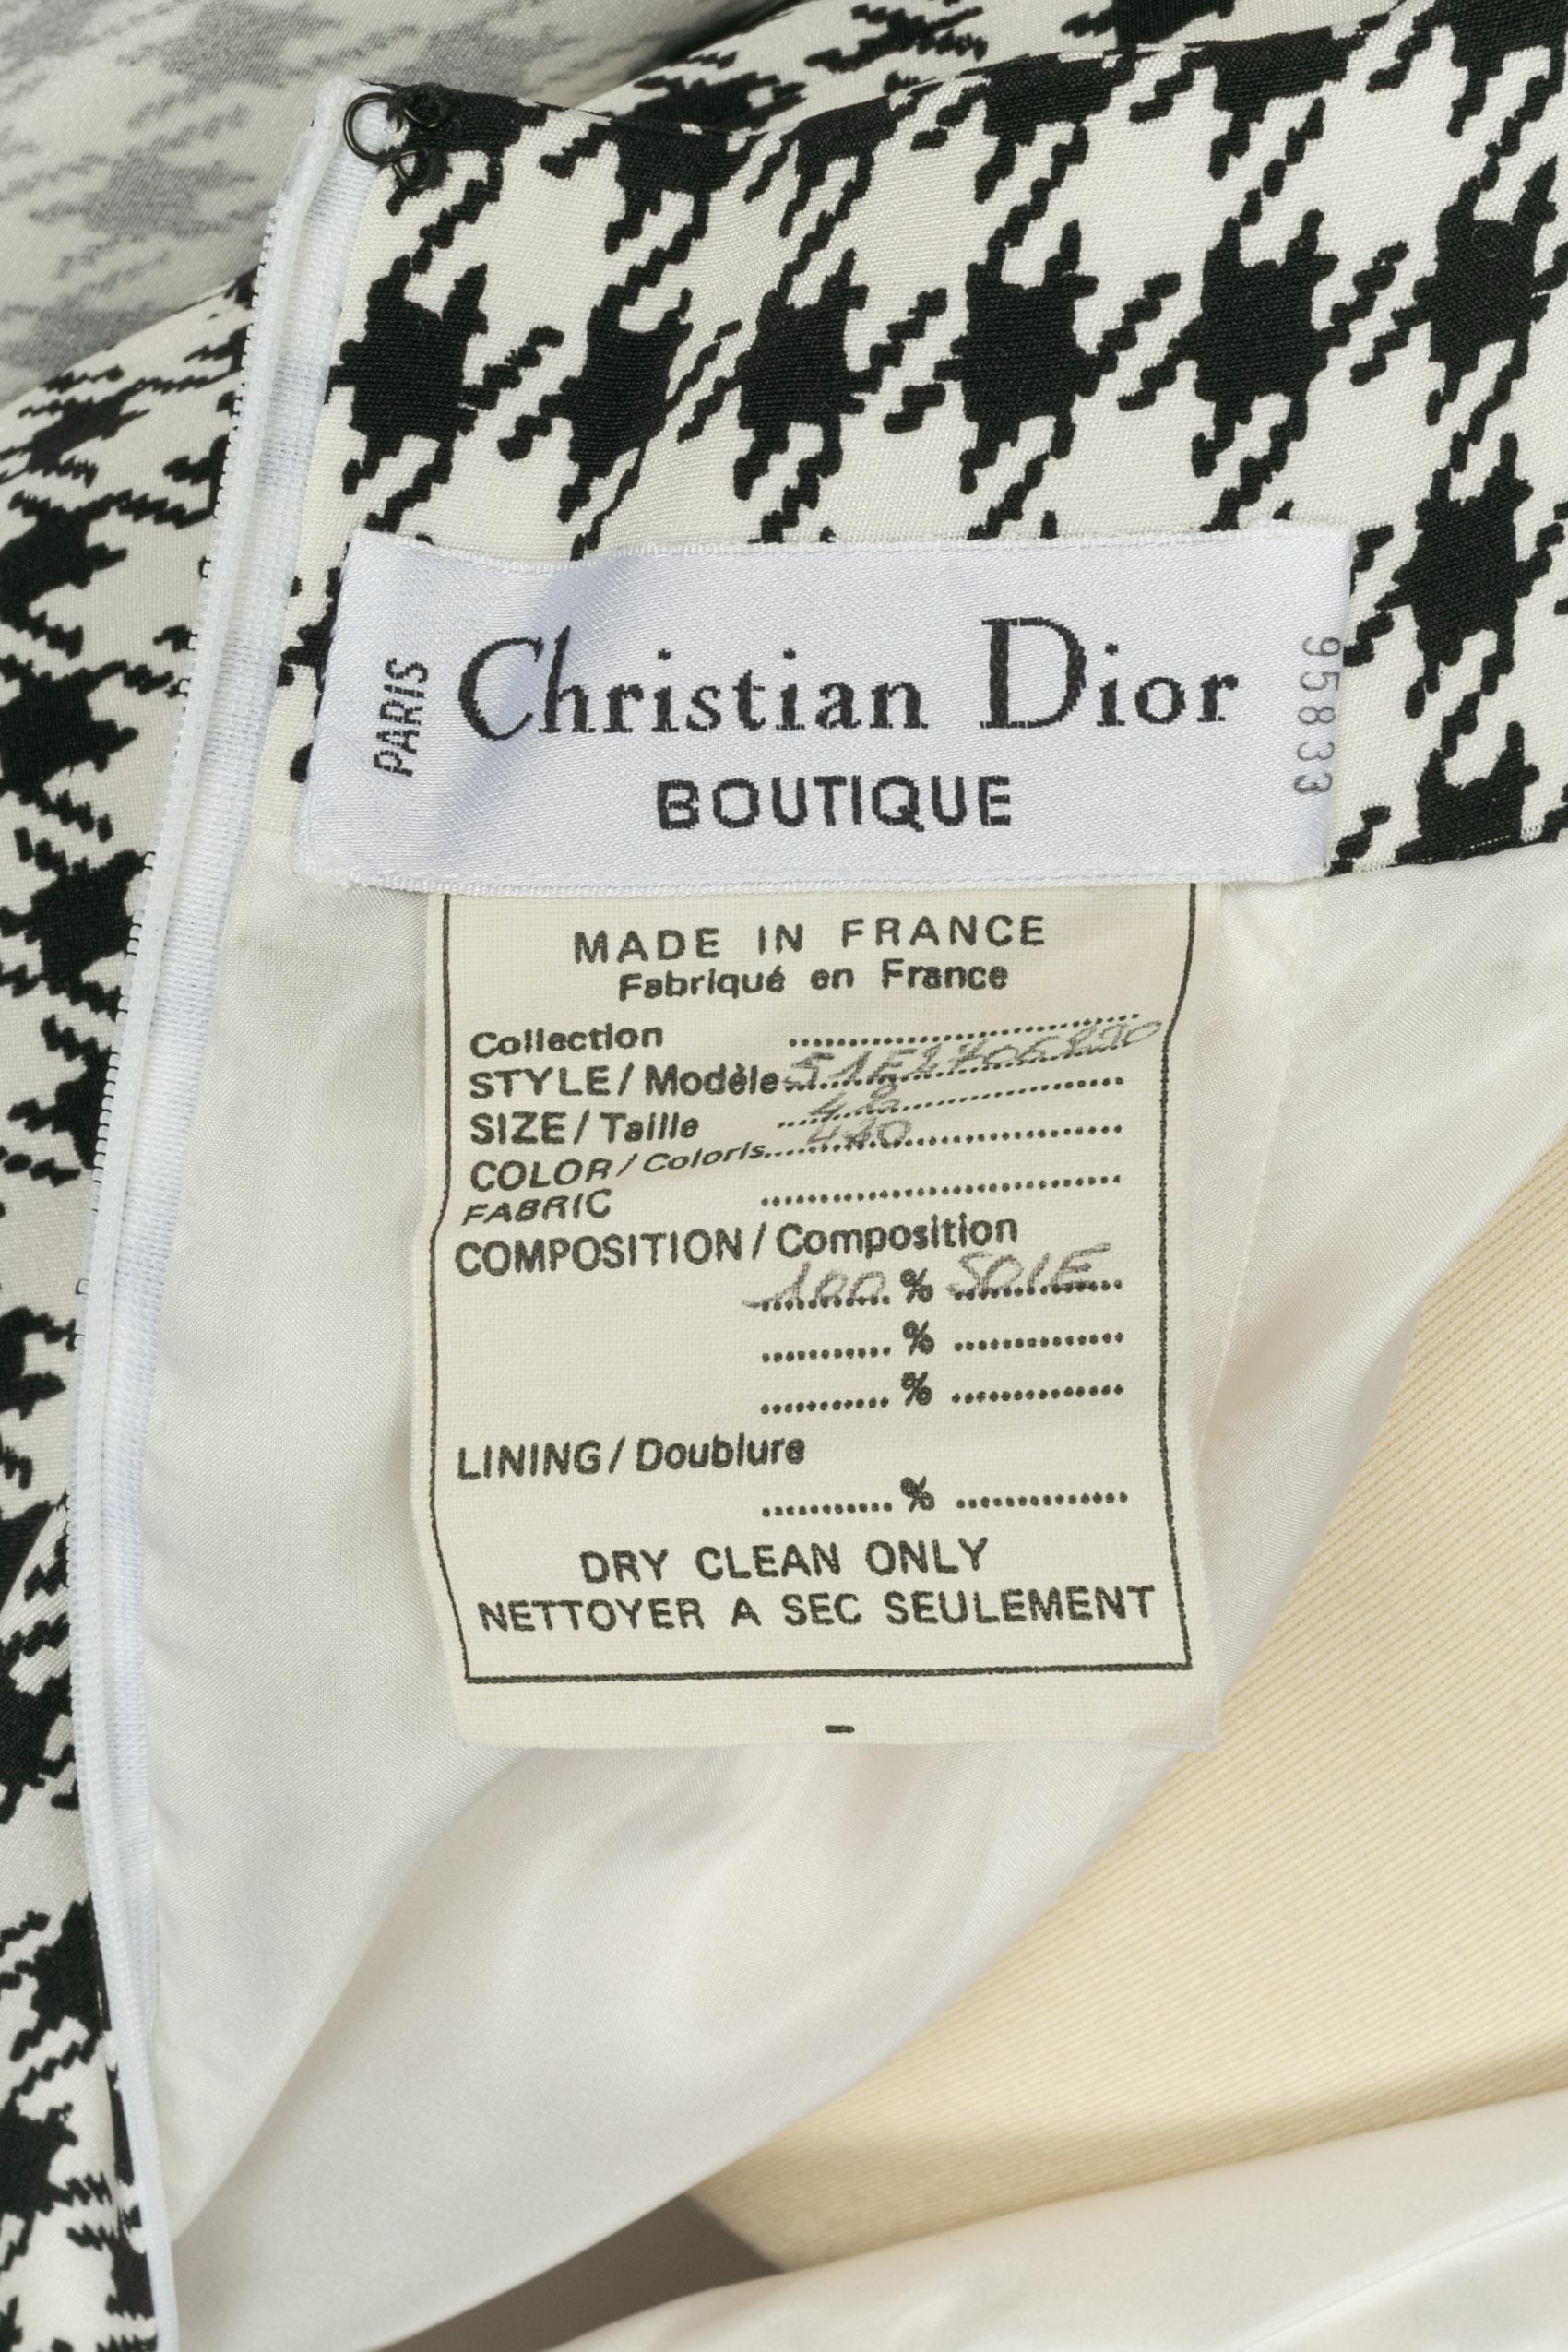 PARIS
Christian Dior
BOUTIQUE
95833
MADE IN FRANCE
Fabriqué en France
Collection ..........
STYLE / Modèle ..........
SIZE / Taille ..........
COLOR / Coloris ..........
FABRIC ..........
COMPOSITION / Composition
100 % SOIE
.......... % ..........
.......... % ..........
LINING / Doublure
.......... % ..........
DRY CLEAN ONLY
NETTOYER A SEC SEULEMENT